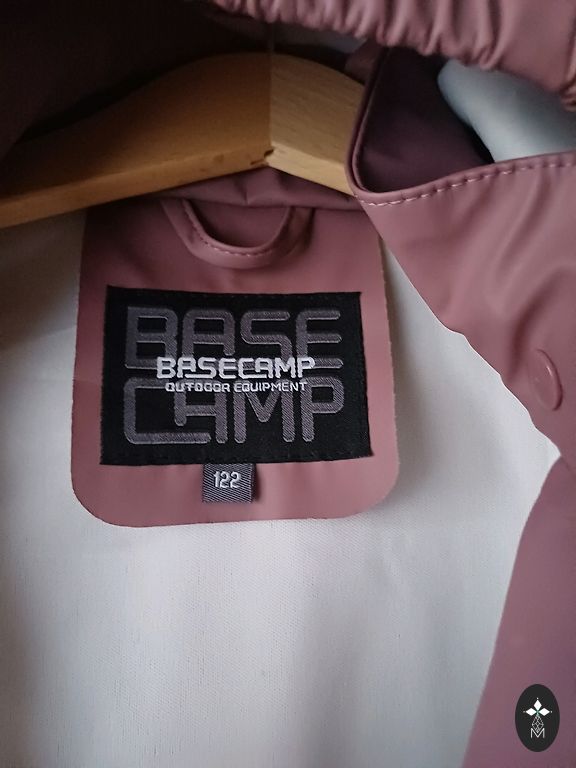 BASE
BASECAMP
OUTDOOR EQUIPMENT
CAMP
122
M